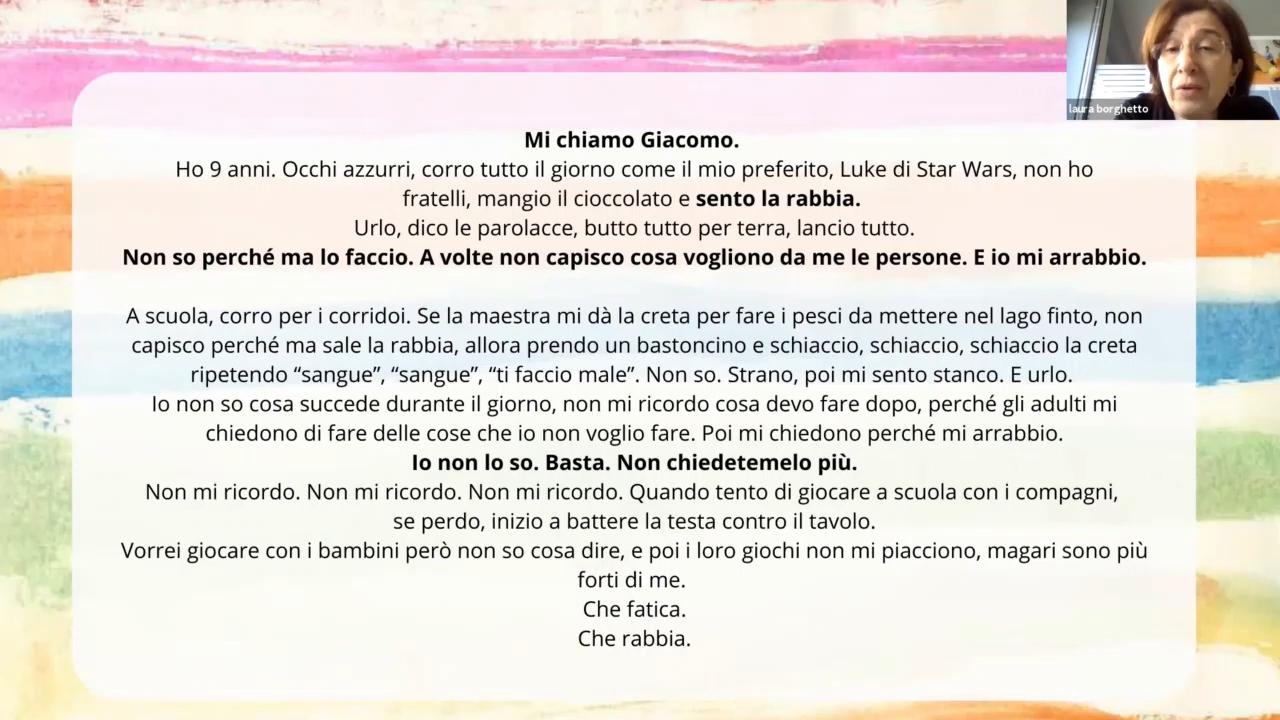 laura borghetto
Mi chiamo Giacomo.
Ho 9 anni. Occhi azzurri, corro tutto il giorno come il mio preferito, Luke di Star Wars, non ho
fratelli, mangio il cioccolato e sento la rabbia.
Urlo, dico le parolacce, butto tutto per terra, lancio tutto.
Non so perché ma lo faccio. A volte non capisco cosa vogliono da me le persone. E io mi arrabbio.
A scuola, corro per i corridoi. Se la maestra mi dà la creta per fare i pesci da mettere nel lago finto, non
capisco perché ma sale la rabbia, allora prendo un bastoncino e schiaccio, schiaccio, schiaccio la creta
ripetendo “sangue”, “sangue”, “ti faccio male”. Non so. Strano, poi mi sento stanco. E urlo.
Io non so cosa succede durante il giorno, non mi ricordo cosa devo fare dopo, perché gli adulti mi
chiedono di fare delle cose che io non voglio fare. Poi mi chiedono perché mi arrabbio.
Io non lo so. Basta. Non chiedetemelo più.
Non mi ricordo. Non mi ricordo. Non mi ricordo. Quando tento di giocare a scuola con i compagni,
se perdo, inizio a battere la testa contro il tavolo.
Vorrei giocare con i bambini però non so cosa dire, e poi i loro giochi non mi piacciono, magari sono più
forti di me.
Che fatica.
Che rabbia.